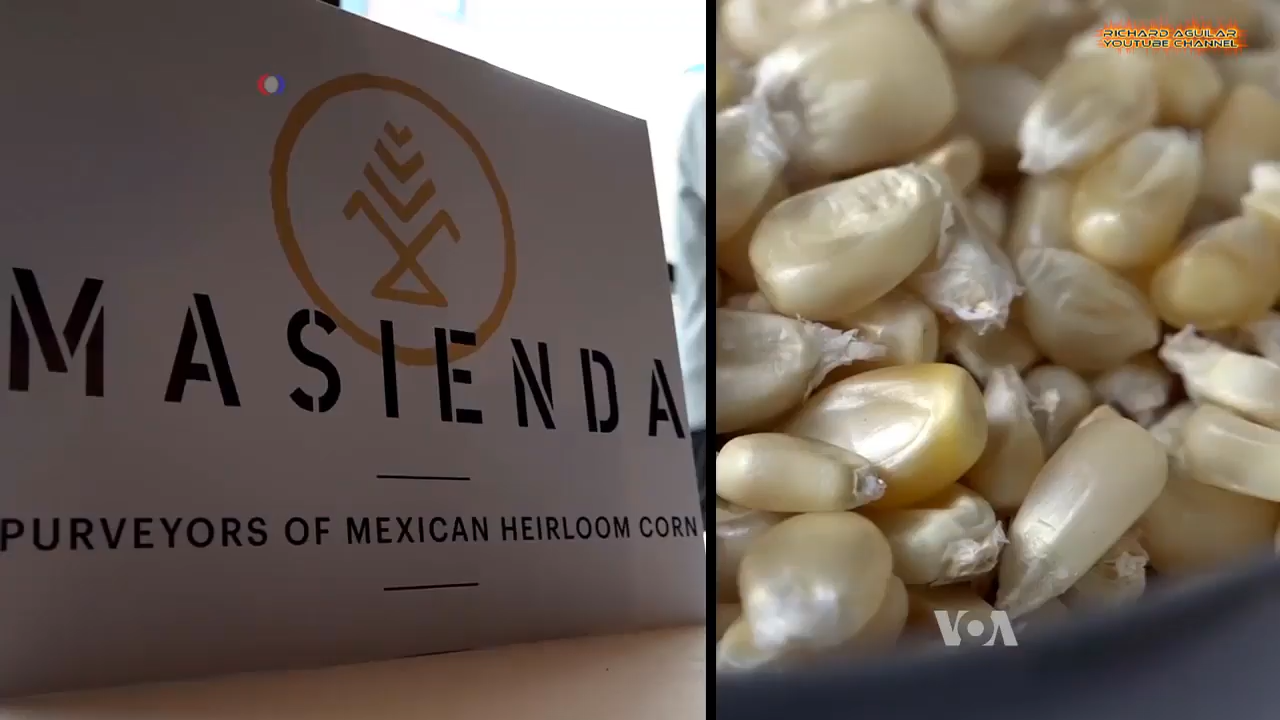 MASIENDA
PURVEYORS OF MEXICAN HEIRLOOM CORN
RICHARD AGUILAR
YOUTUBE CHANNEL
VOA